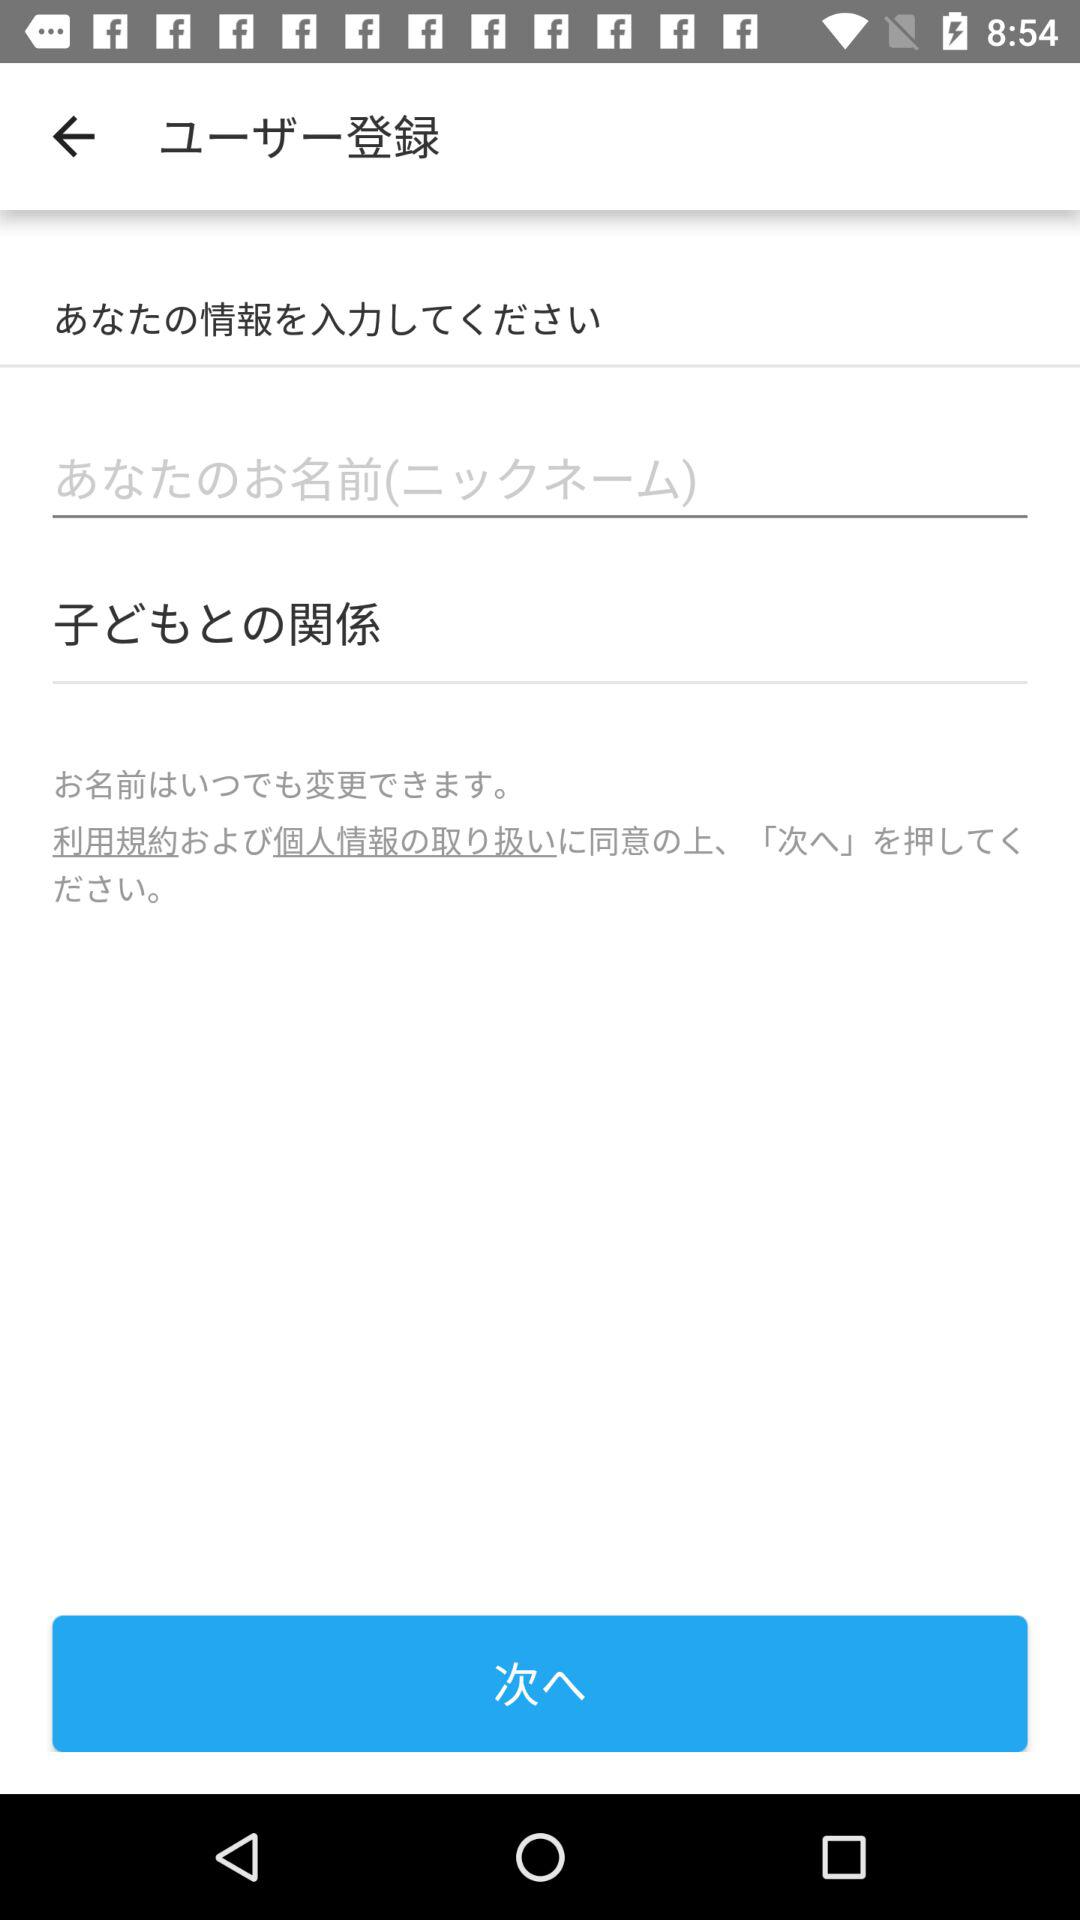 8:54
ユーザー登録
あなたの情報を入力してください
あなたのお名前(ニックネーム)
子どもとの関係
お名前はいつでも変更できます。
利用規約および個人情報の取り扱いに同意の上、「次へ」を押してく
ださい。
次へ